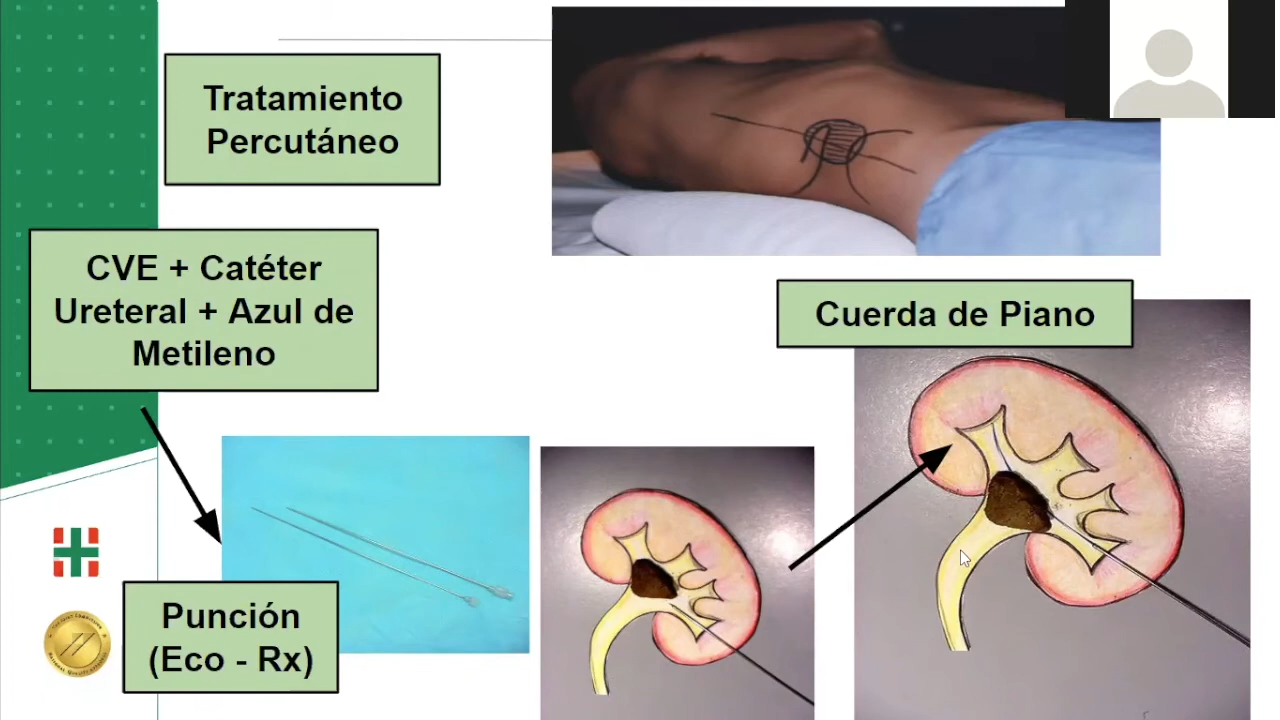 Tratamiento
Percutáneo
CVE + Catéter
Ureteral + Azul de
Metileno
Cuerda de Piano
Punción
(Eco - Rx)